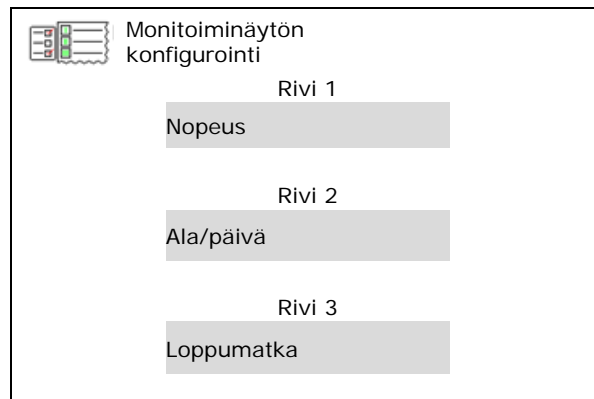 Monitoiminäytön
konfigurointi
Rivi 1
Nopeus
Rivi 2
Ala/päivä
Rivi 3
Loppumatka